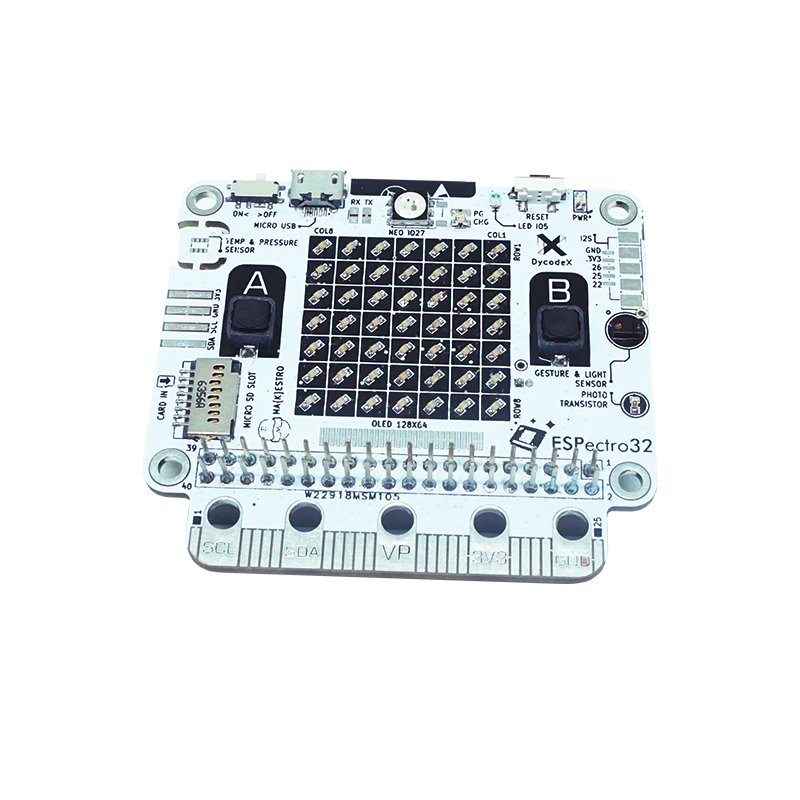 ON< >OFF
MICRO USB
RX TX
NEO IO27
PG
CHG
LED IO5
RESET
PWR
TEMP & PRESSURE
SENSOR
COL8
COL1
ROW1
DycodeX
I2S
GND
3V3
26
25
22
A
B
3V3
GND
SCL
SDA
GESTURE & LIGHT
SENSOR
PHOTO
TRANSISTOR
CARD IN
MICRO SD SLOT
MA{K}ESTRO
ROW8
OLED 128X64
ESPectro32
39
1
40
2
W22918MSM105
1
25
SCL
SDA
VP
3V3
GND